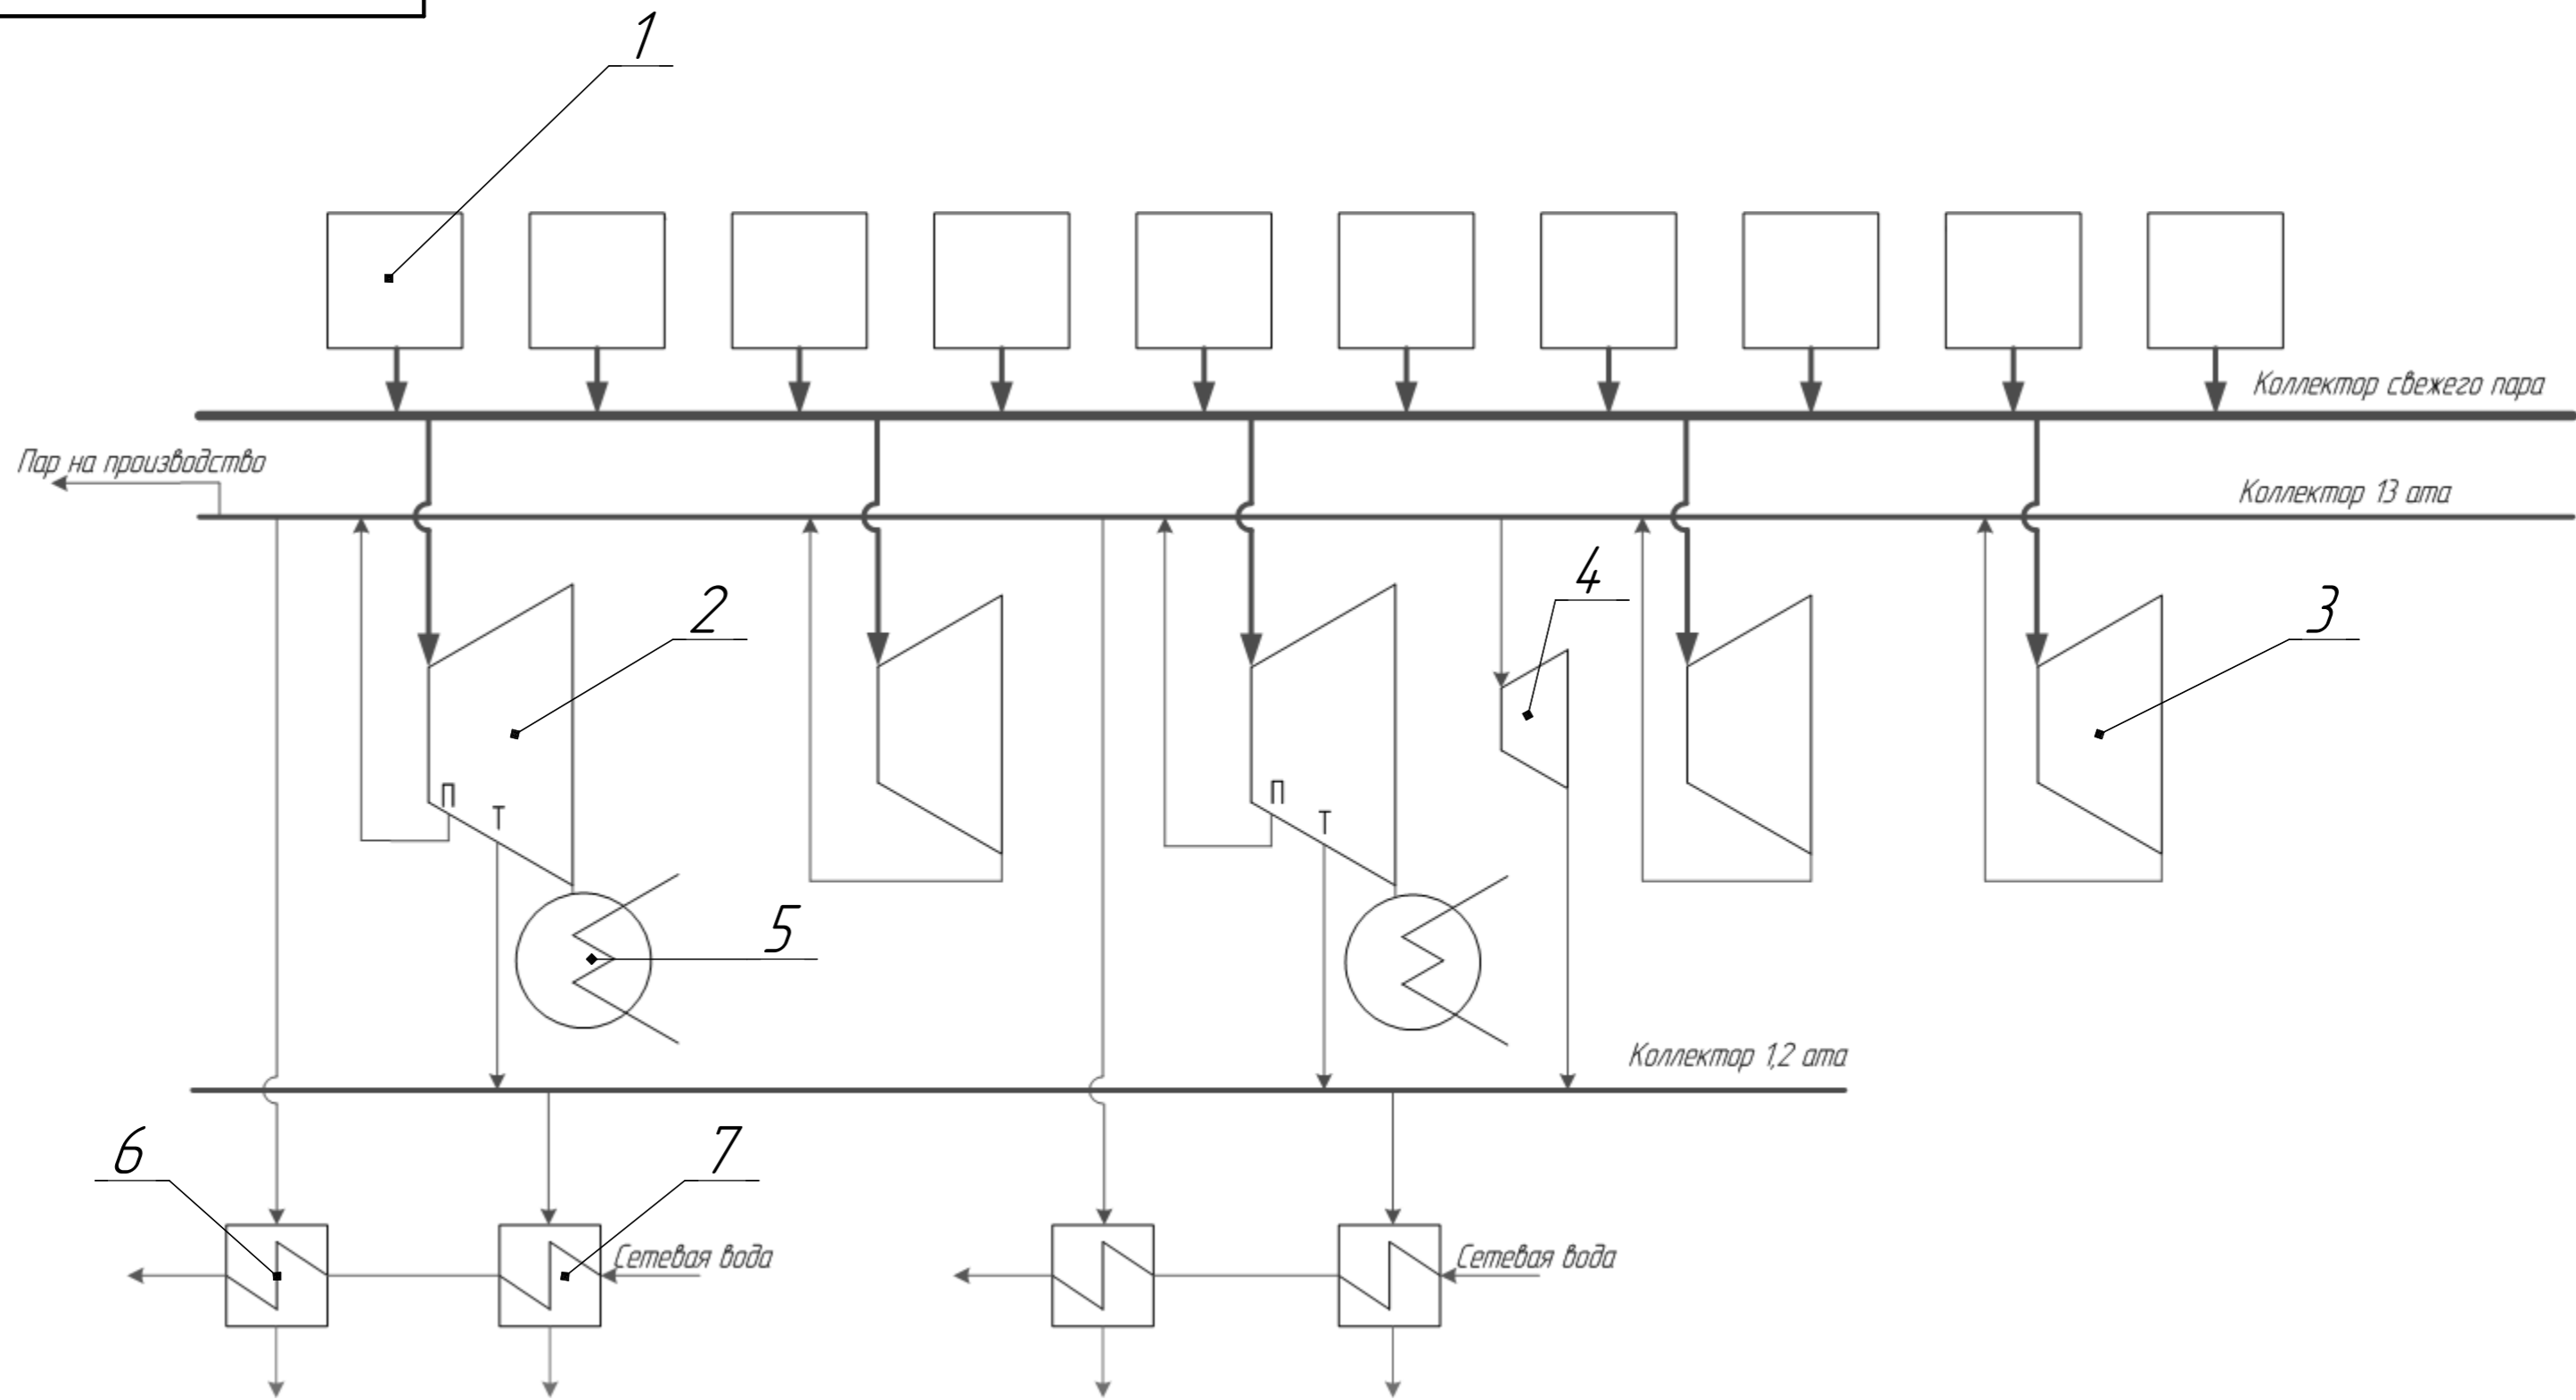 1
Коллектор свежего пара
Пар на производство
Коллектор 13 ата
2
4
3
П
Т
П
Т
5
Коллектор 1,2 ата
6
7
Сетевая вода
Сетевая вода